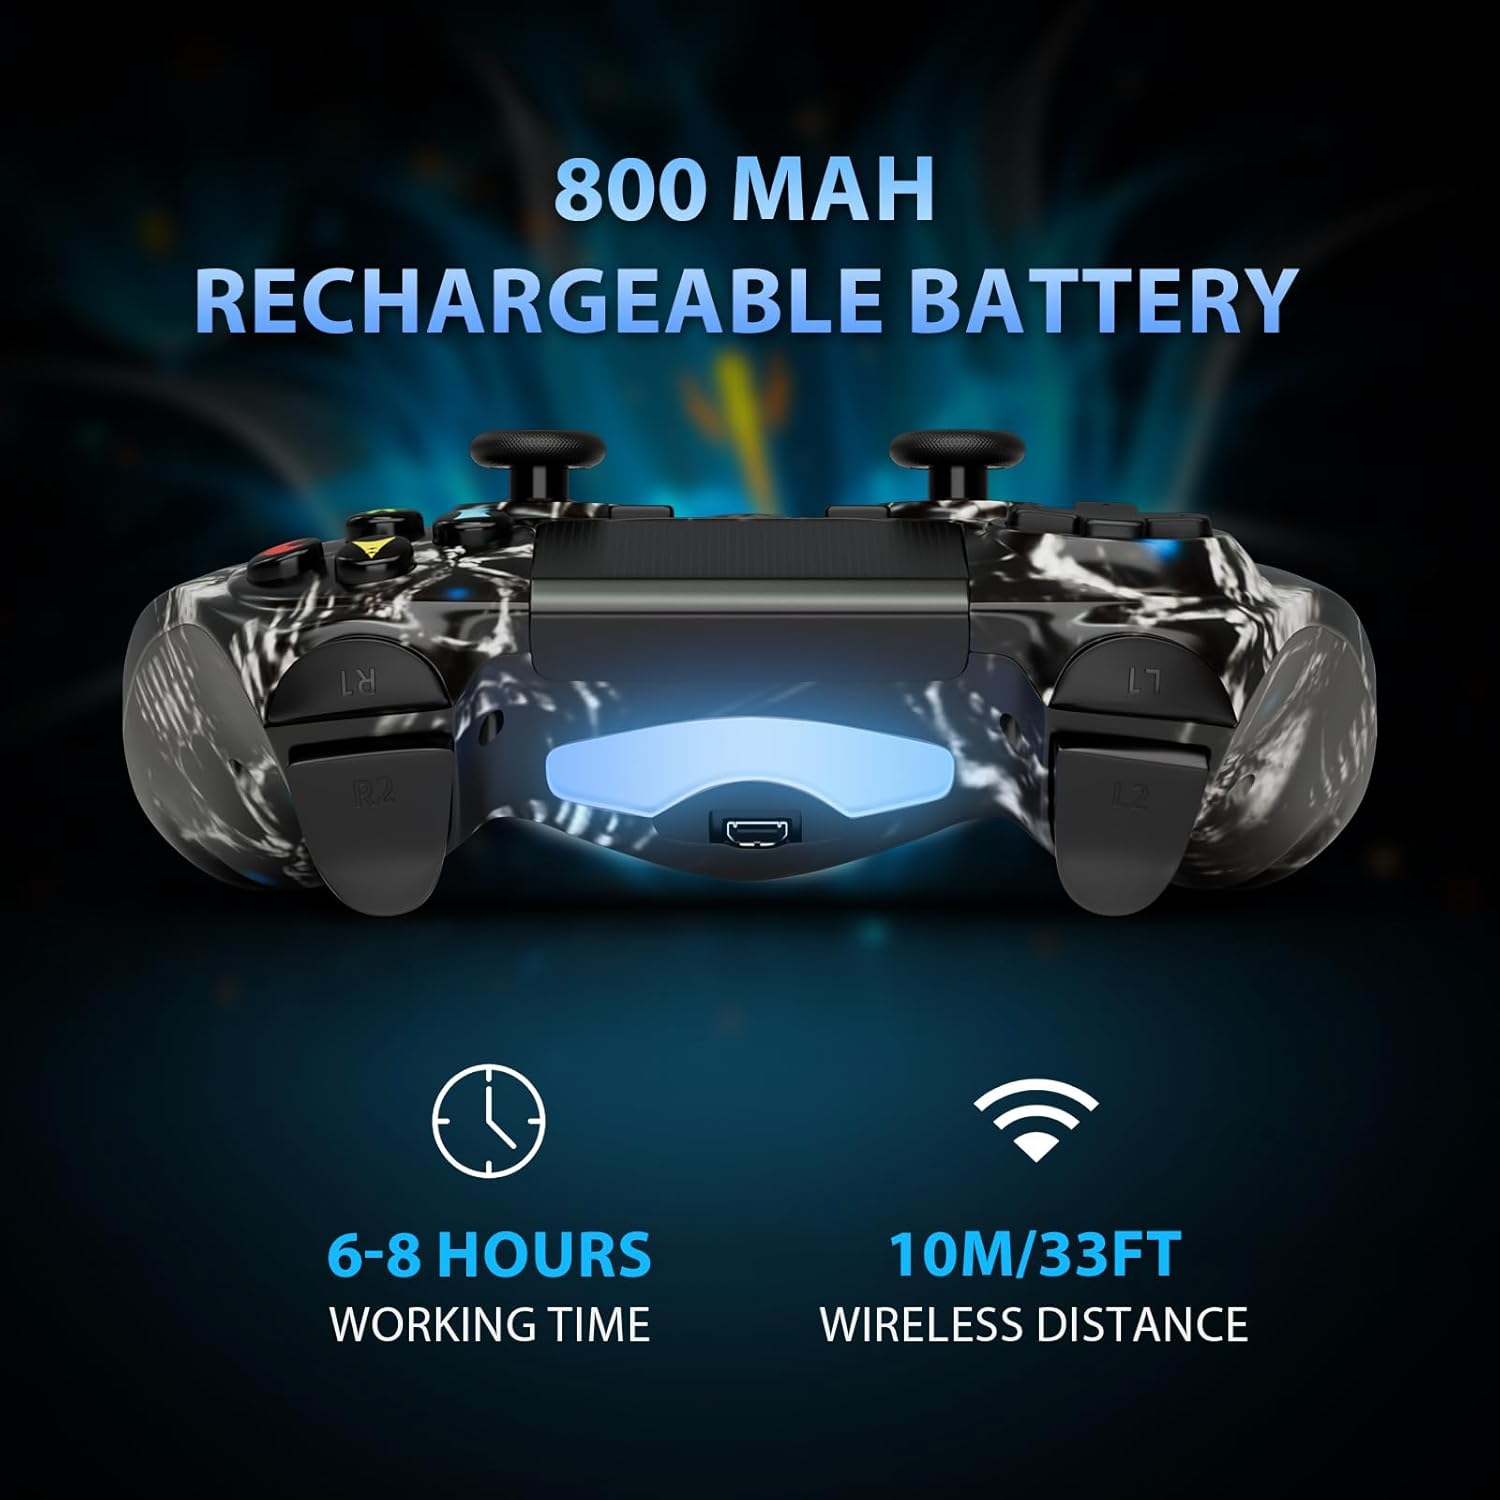 800 MAH
RECHARGEABLE BATTERY
R1
L1
R2
L2
6-8 HOURS
WORKING TIME
10M/33FT
WIRELESS DISTANCE